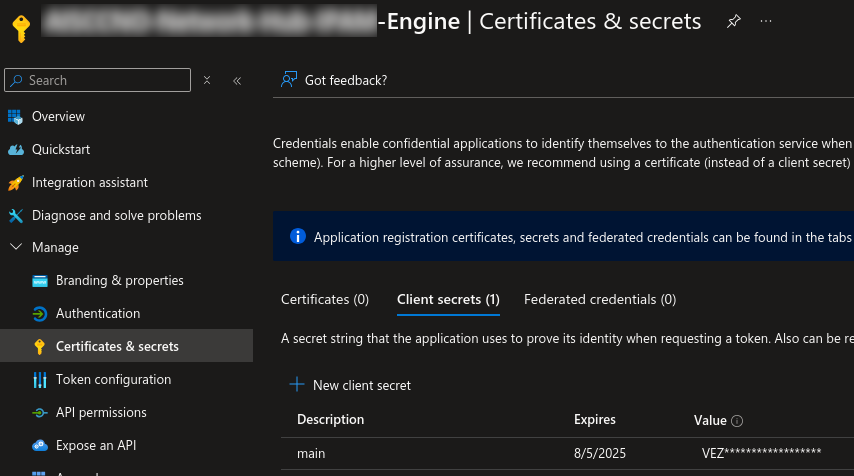 -Engine | Certificates & secrets
Search
Got feedback?
Overview
Quickstart
Integration assistant
Diagnose and solve problems
Manage
Branding & properties
Authentication
Certificates & secrets
Token configuration
API permissions
Expose an API
Credentials enable confidential applications to identify themselves to the authentication service when
scheme). For a higher level of assurance, we recommend using a certificate (instead of a client secret)
Application registration certificates, secrets and federated credentials can be found in the tabs
Certificates (0) Client secrets (1) Federated credentials (0)
A secret string that the application uses to prove its identity when requesting a token. Also can be re
New client secret
Description Expires Value
main 8/5/2025 VEZ******************